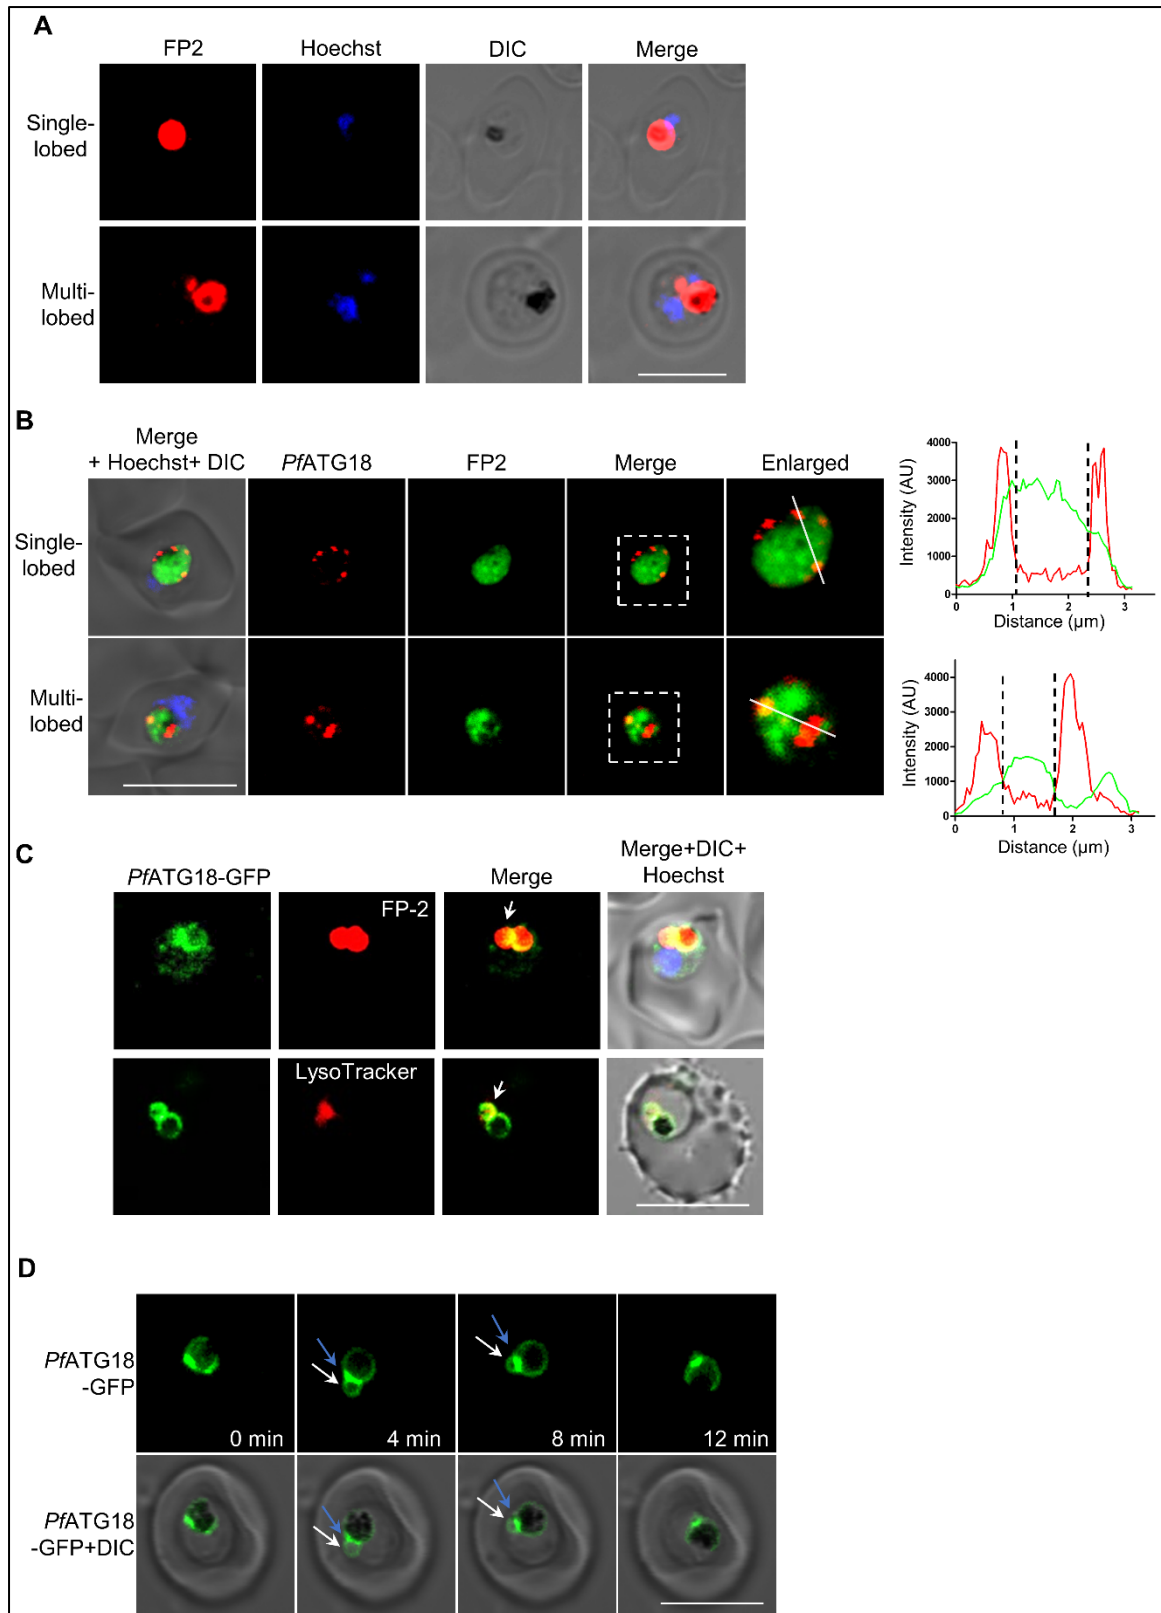 A
FP2 Hoechst DIC Merge
Single-
lobed
Multi-
lobed
B
Merge
+ Hoechst+ DIC PfATG18 FP2 Merge Enlarged
Single-
lobed
Multi-
lobed
4000
3000
2000
1000
0
Intensity (AU)
0 1 2 3
Distance (µm)
4000
3000
2000
1000
0
Intensity (AU)
0 1 2 3
Distance (µm)
C
PfATG18-GFP Merge Merge+DIC+
Hoechst
FP-2
LysoTracker
D
PfATG18
-GFP
0 min 4 min 8 min 12 min
PfATG18
-GFP+DIC